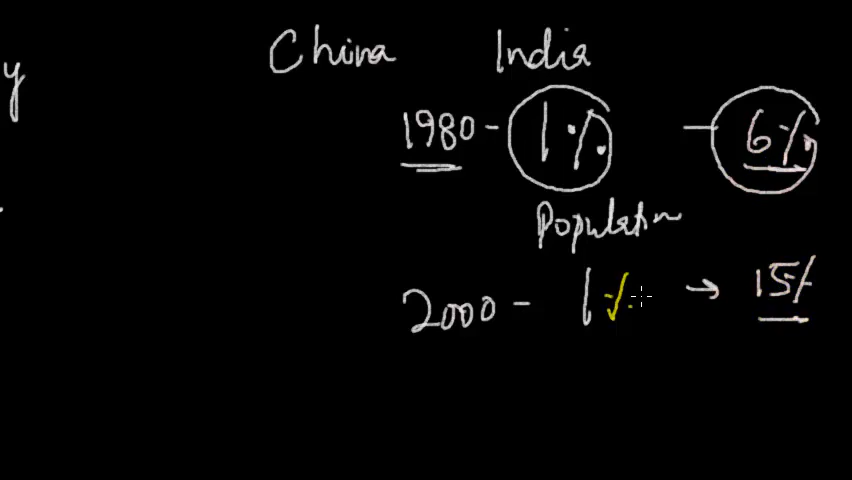 China India
y
1980 - 1% - 6%
Population
2000 - 1% → 15%